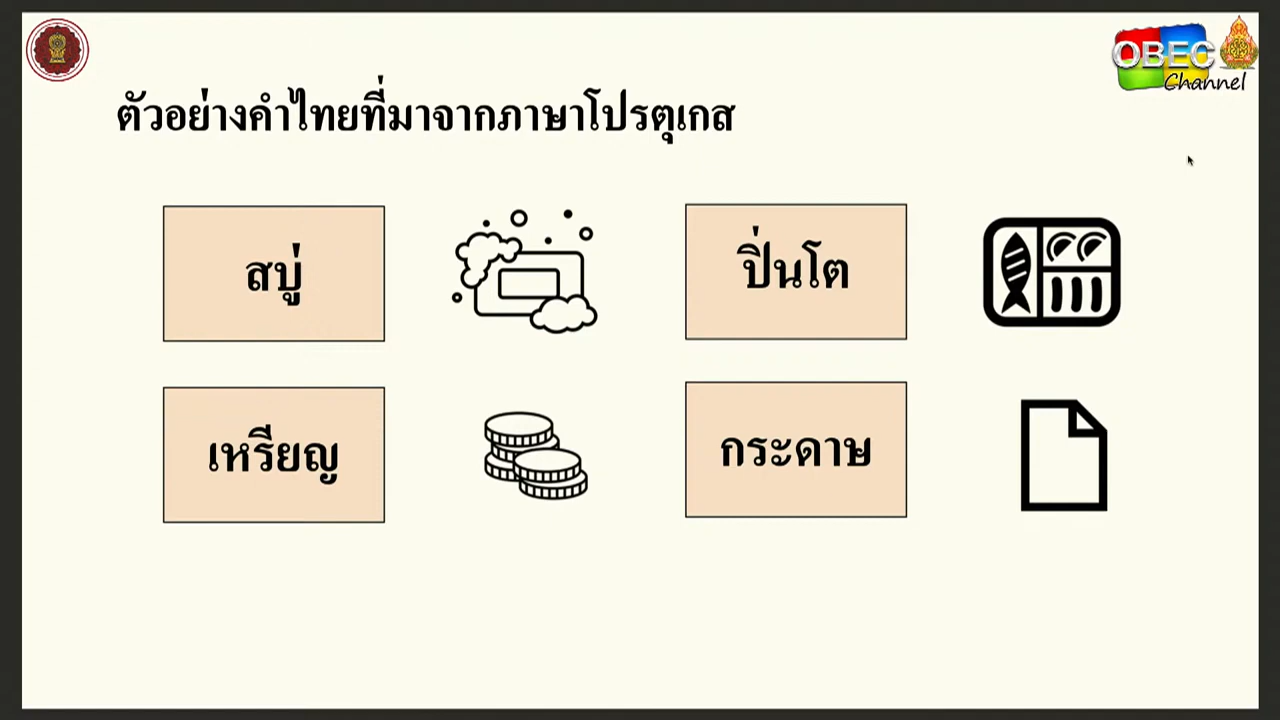 OBEC
Channel
ตัวอย่างคำไทยที่มาจากภาษาโปรตุเกส
สบู่
ปิ่นโต
เหรียญ
กระดาษ